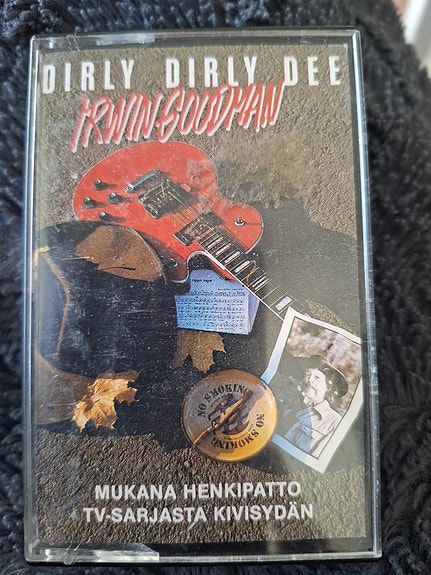 DIRLY DIRLY DEE
IRWIN GOODMAN
NO SMOKING
NO SMOKING
MUKANA HENKIPATTO
TV-SARJASTA KIVISYDÄN